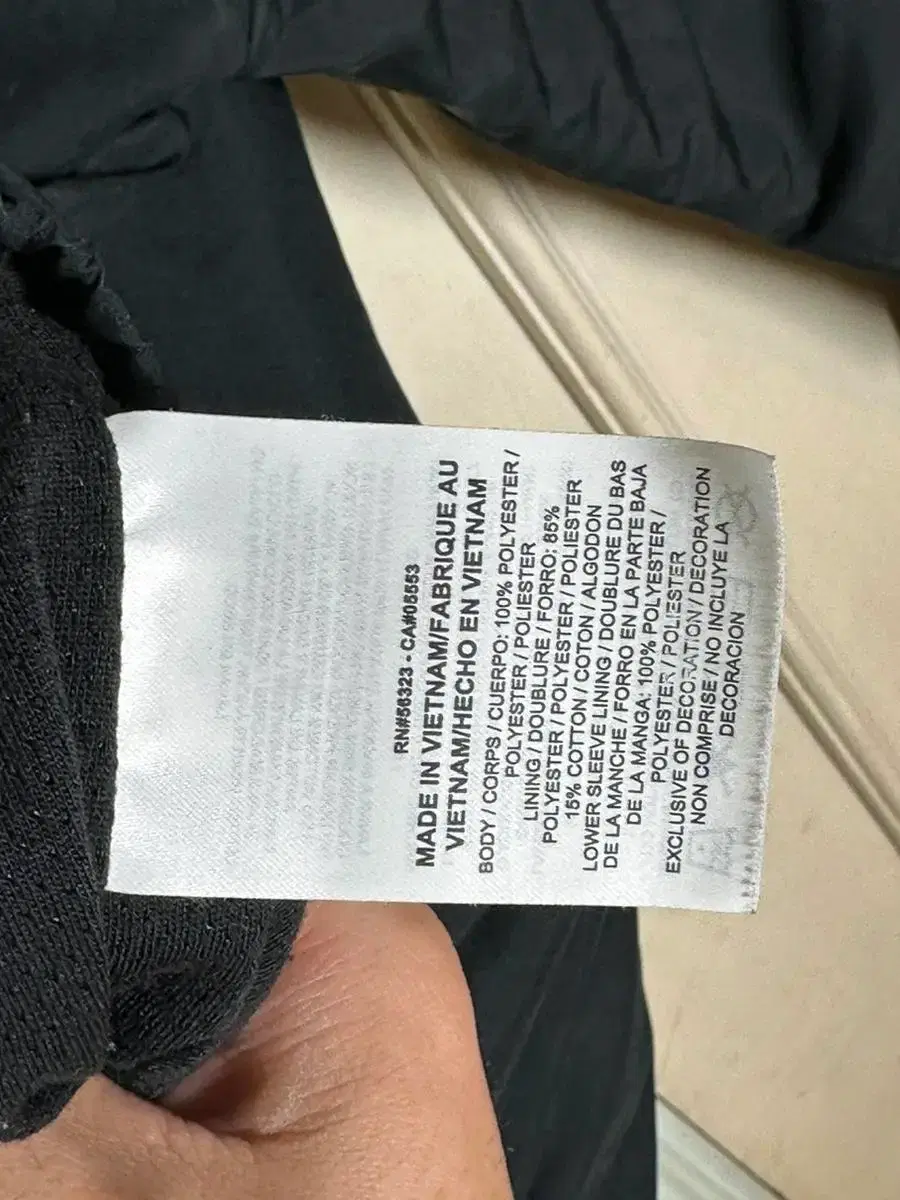 RN#56323 - CA#05553
MADE IN VIETNAM/FABRIQUE AU
VIETNAM/HECHO EN VIETNAM
BODY / CORPS / CUERPO: 100% POLYESTER /
POLYESTER / POLIESTER
LINING / DOUBLURE / FORRO: 85%
POLYESTER / POLYESTER / POLIESTER
15% COTTON / COTON / ALGODON
LOWER SLEEVE LINING / DOUBLURE DU BAS
DE LA MANCHE / FORRO EN LA PARTE BAJA
DE LA MANGA: 100% POLYESTER /
POLYESTER / POLIESTER
EXCLUSIVE OF DECORATION / DECORATION
NON COMPRISE / NO INCLUYE LA
DECORACION